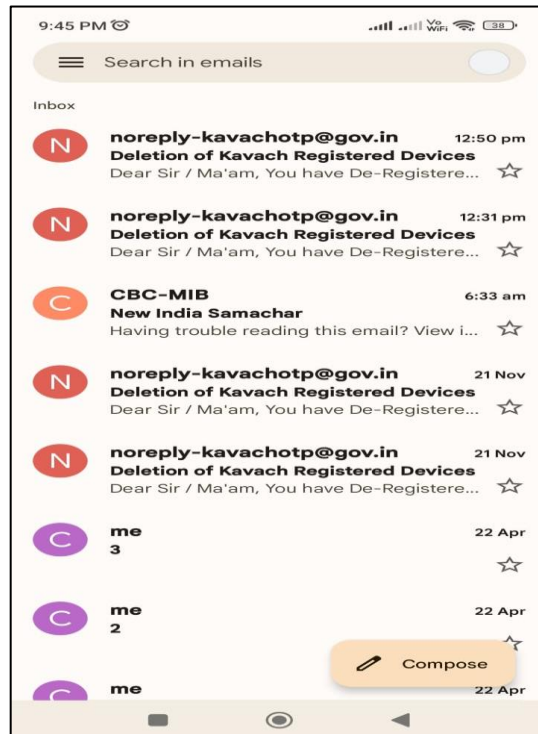 9:45 PM
Vo WiFi 38
Search in emails
Inbox
N
noreply-kavachotp@gov.in 12:50 pm
Deletion of Kavach Registered Devices
Dear Sir / Ma'am, You have De-Registere...
N
noreply-kavachotp@gov.in 12:31 pm
Deletion of Kavach Registered Devices
Dear Sir / Ma'am, You have De-Registere...
C
CBC-MIB 6:33 am
New India Samachar
Having trouble reading this email? View i...
N
noreply-kavachotp@gov.in 21 Nov
Deletion of Kavach Registered Devices
Dear Sir / Ma'am, You have De-Registere...
N
noreply-kavachotp@gov.in 21 Nov
Deletion of Kavach Registered Devices
Dear Sir / Ma'am, You have De-Registere...
C
me 22 Apr
3
C
me 22 Apr
2
Compose
C
me 22 Apr